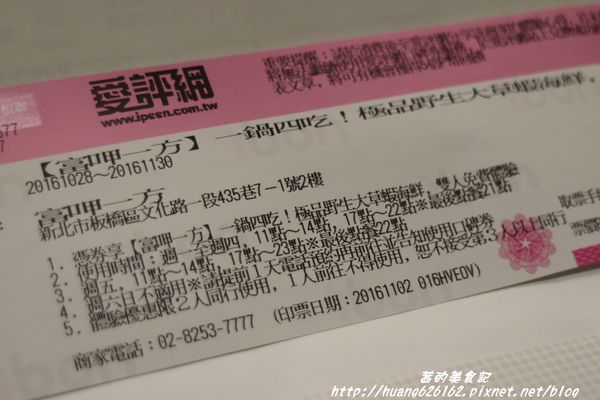 愛評網
www.ipeen.com.tw
【富呷一方】一鍋四吃！極品野生大草蝦海鮮，
20161028~20161130
富呷一方
新北市板橋區文化路一段435巷7-1號2樓
1. 憑券享【富呷一方】一鍋四吃！極品野生大草蝦海鮮，雙人免費體驗
2. 使用時間：週一至週四，11點~14點，17點~22點※最後點餐21點
3. 週五，11點~14點，17點~23點※最後點餐22點
4. 週六日不適用※請提前1天電話預約
5. 體驗優惠限2人同行使用，1人前往不得使用，恕不接受第3人以上同行
商家電話：02-8253-7777
(印票日期：20161102 016HVEOV)
取票手
票價
577
7
茜的美食記
http://huang626162.pixnet.net/blog